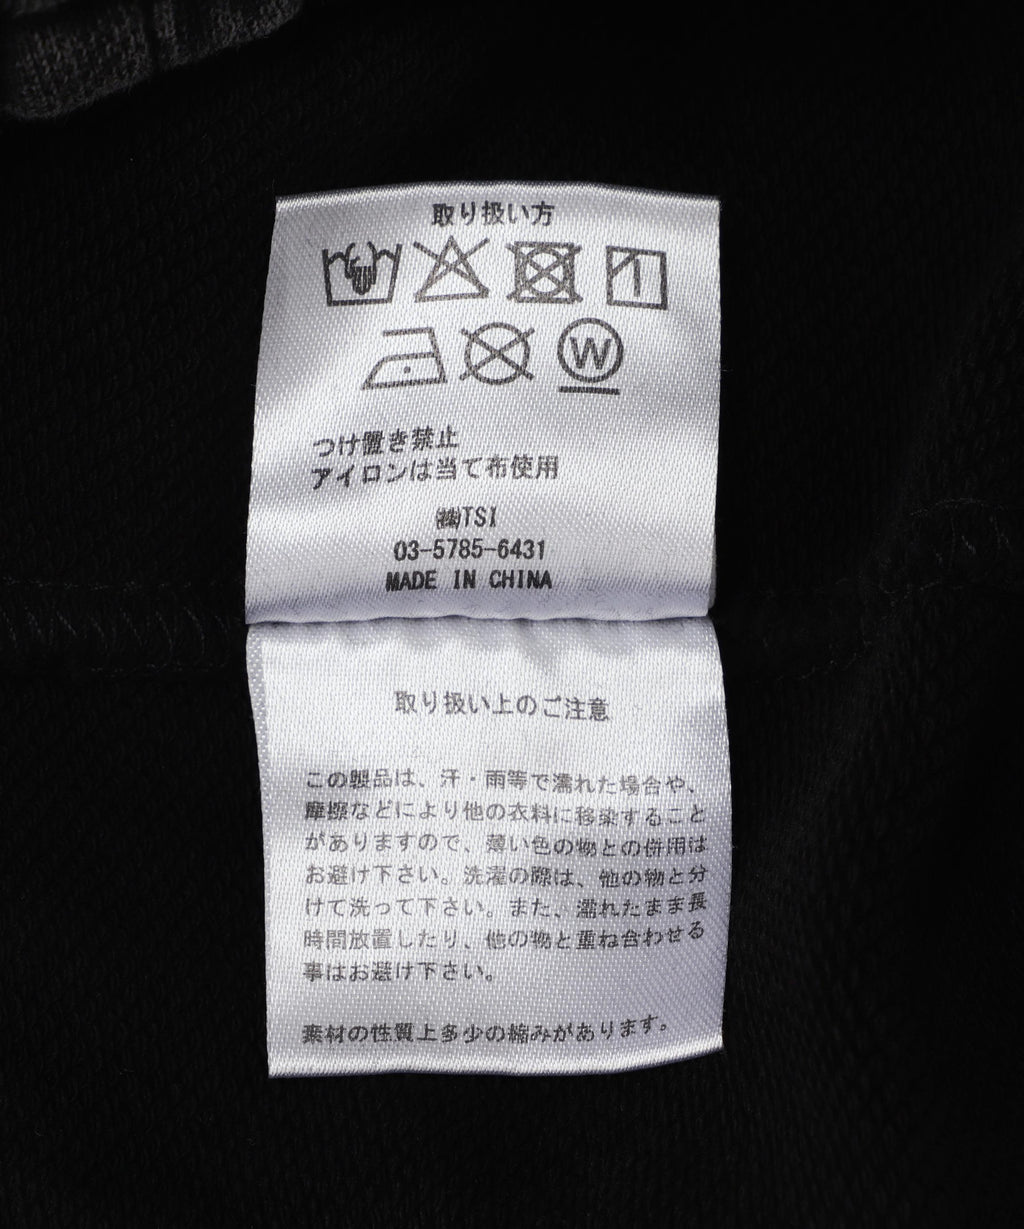 取り扱い方
W
つけ置き禁止
アイロンは当て布使用
㈱TSI
03-5785-6431
MADE IN CHINA
取り扱い上のご注意
この製品は、汗・雨等で濡れた場合や、
摩擦などにより他の衣料に移染すること
がありますので、薄い色の物との併用は
お避け下さい。洗濯の際は、他の物と分
けて洗って下さい。また、濡れたまま長
時間放置したり、他の物と重ね合わせる
事はお避け下さい。
素材の性質上多少の縮みがあります。